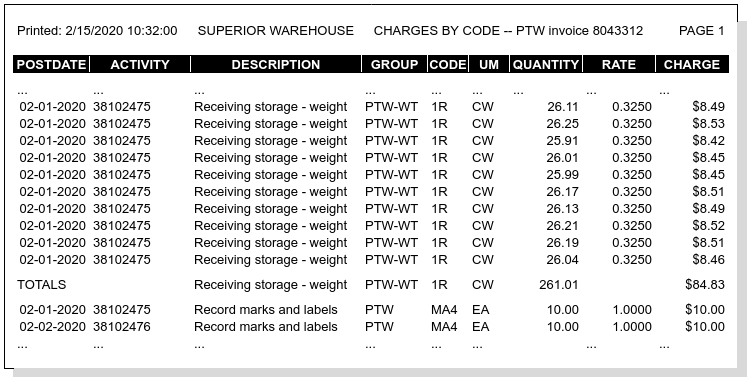 Printed: 2/15/2020 10:32:00 SUPERIOR WAREHOUSE CHARGES BY CODE -- PTW invoice 8043312 PAGE 1
POSTDATE ACTIVITY DESCRIPTION GROUP CODE UM QUANTITY RATE CHARGE
... ... ... ... ... ... ... ... ...
02-01-2020 38102475 Receiving storage - weight PTW-WT 1R CW 26.11 0.3250 $8.49
02-01-2020 38102475 Receiving storage - weight PTW-WT 1R CW 26.25 0.3250 $8.53
02-01-2020 38102475 Receiving storage - weight PTW-WT 1R CW 25.91 0.3250 $8.42
02-01-2020 38102475 Receiving storage - weight PTW-WT 1R CW 26.01 0.3250 $8.45
02-01-2020 38102475 Receiving storage - weight PTW-WT 1R CW 25.99 0.3250 $8.45
02-01-2020 38102475 Receiving storage - weight PTW-WT 1R CW 26.17 0.3250 $8.51
02-01-2020 38102475 Receiving storage - weight PTW-WT 1R CW 26.13 0.3250 $8.49
02-01-2020 38102475 Receiving storage - weight PTW-WT 1R CW 26.21 0.3250 $8.52
02-01-2020 38102475 Receiving storage - weight PTW-WT 1R CW 26.19 0.3250 $8.51
02-01-2020 38102475 Receiving storage - weight PTW-WT 1R CW 26.04 0.3250 $8.46
TOTALS Receiving storage - weight PTW-WT 1R CW 261.01 $84.83
02-01-2020 38102475 Record marks and labels PTW MA4 EA 10.00 1.0000 $10.00
02-02-2020 38102476 Record marks and labels PTW MA4 EA 10.00 1.0000 $10.00
... ... ... ... ... ... ... ...